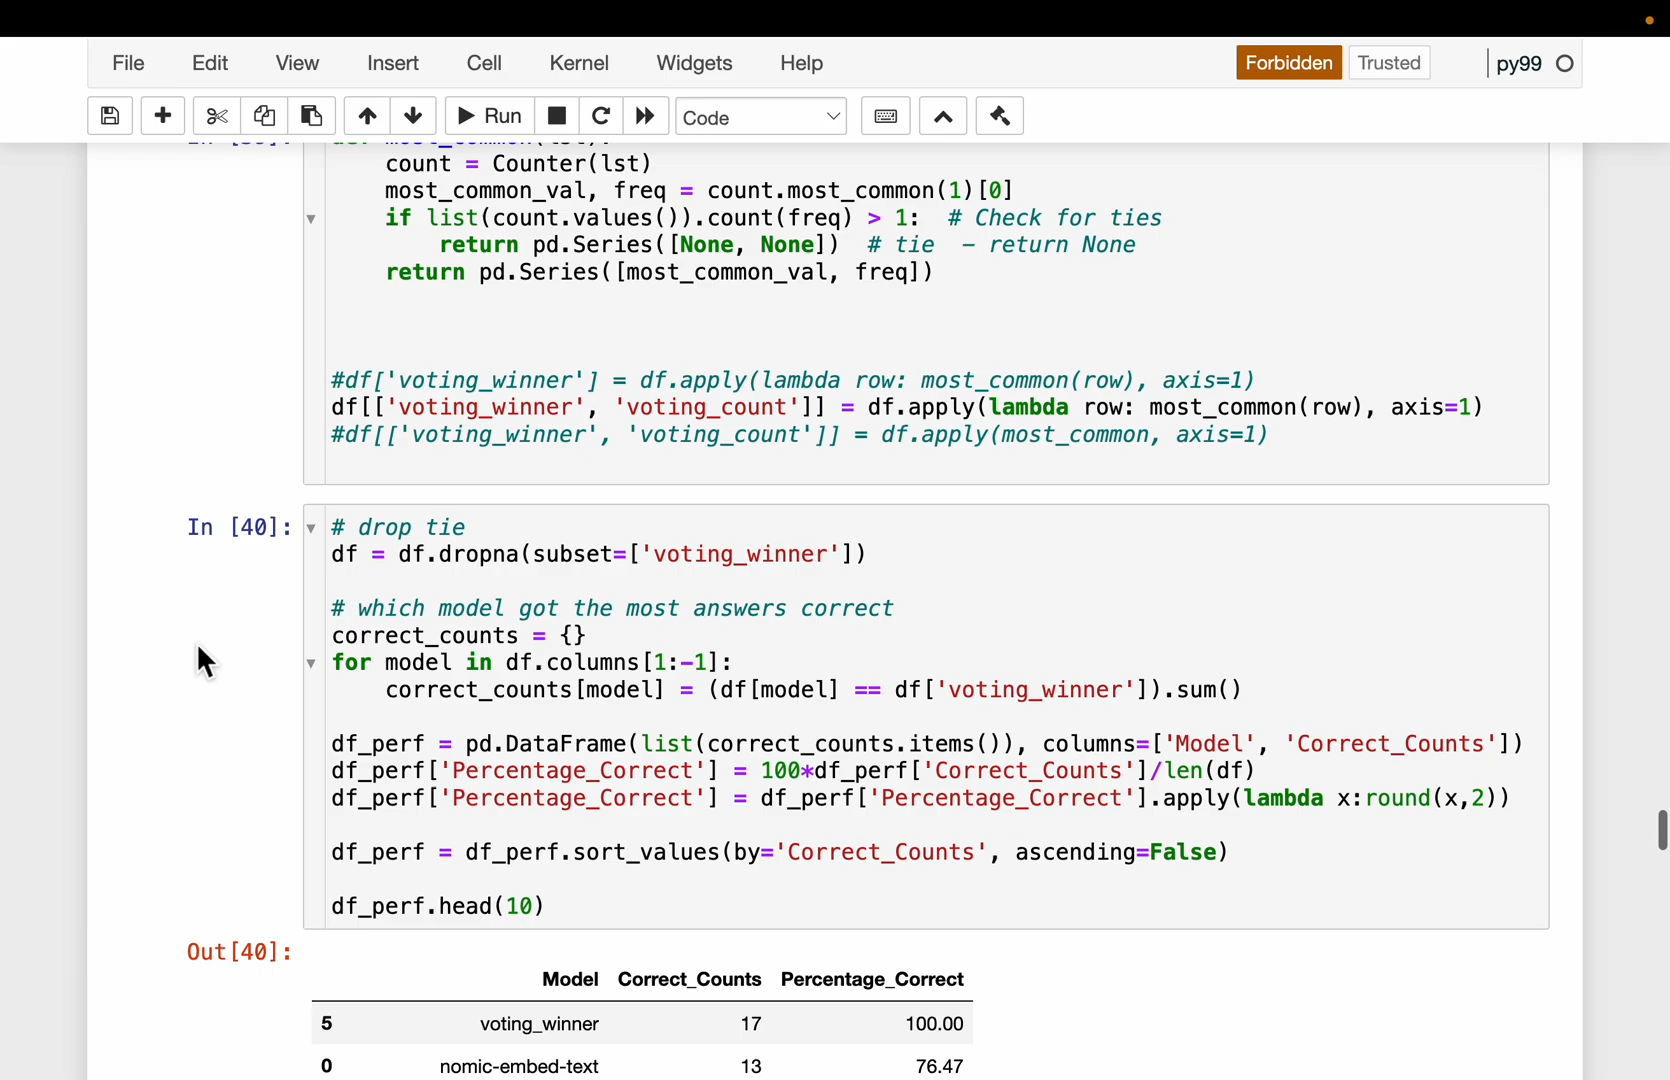 File Edit View Insert Cell Kernel Widgets Help Forbidden Trusted py99
Run Code
count = Counter(lst)
most_common_val, freq = count.most_common(1)[0]
if list(count.values()).count(freq) > 1:  # Check for ties
return pd.Series([None, None])  # tie  – return None
return pd.Series([most_common_val, freq])
#df['voting_winner'] = df.apply(lambda row: most_common(row), axis=1)
df[['voting_winner', 'voting_count']] = df.apply(lambda row: most_common(row), axis=1)
#df[['voting_winner', 'voting_count']] = df.apply(most_common, axis=1)
In [40]: # drop tie
df = df.dropna(subset=['voting_winner'])
# which model got the most answers correct
correct_counts = {}
for model in df.columns[1:-1]:
correct_counts[model] = (df[model] == df['voting_winner']).sum()
df_perf = pd.DataFrame(list(correct_counts.items()), columns=['Model', 'Correct_Counts'])
df_perf['Percentage_Correct'] = 100*df_perf['Correct_Counts']/len(df)
df_perf['Percentage_Correct'] = df_perf['Percentage_Correct'].apply(lambda x:round(x,2))
df_perf = df_perf.sort_values(by='Correct_Counts', ascending=False)
df_perf.head(10)
Out[40]:
Model Correct_Counts Percentage_Correct
5 voting_winner 17 100.00
0 nomic-embed-text 13 76.47